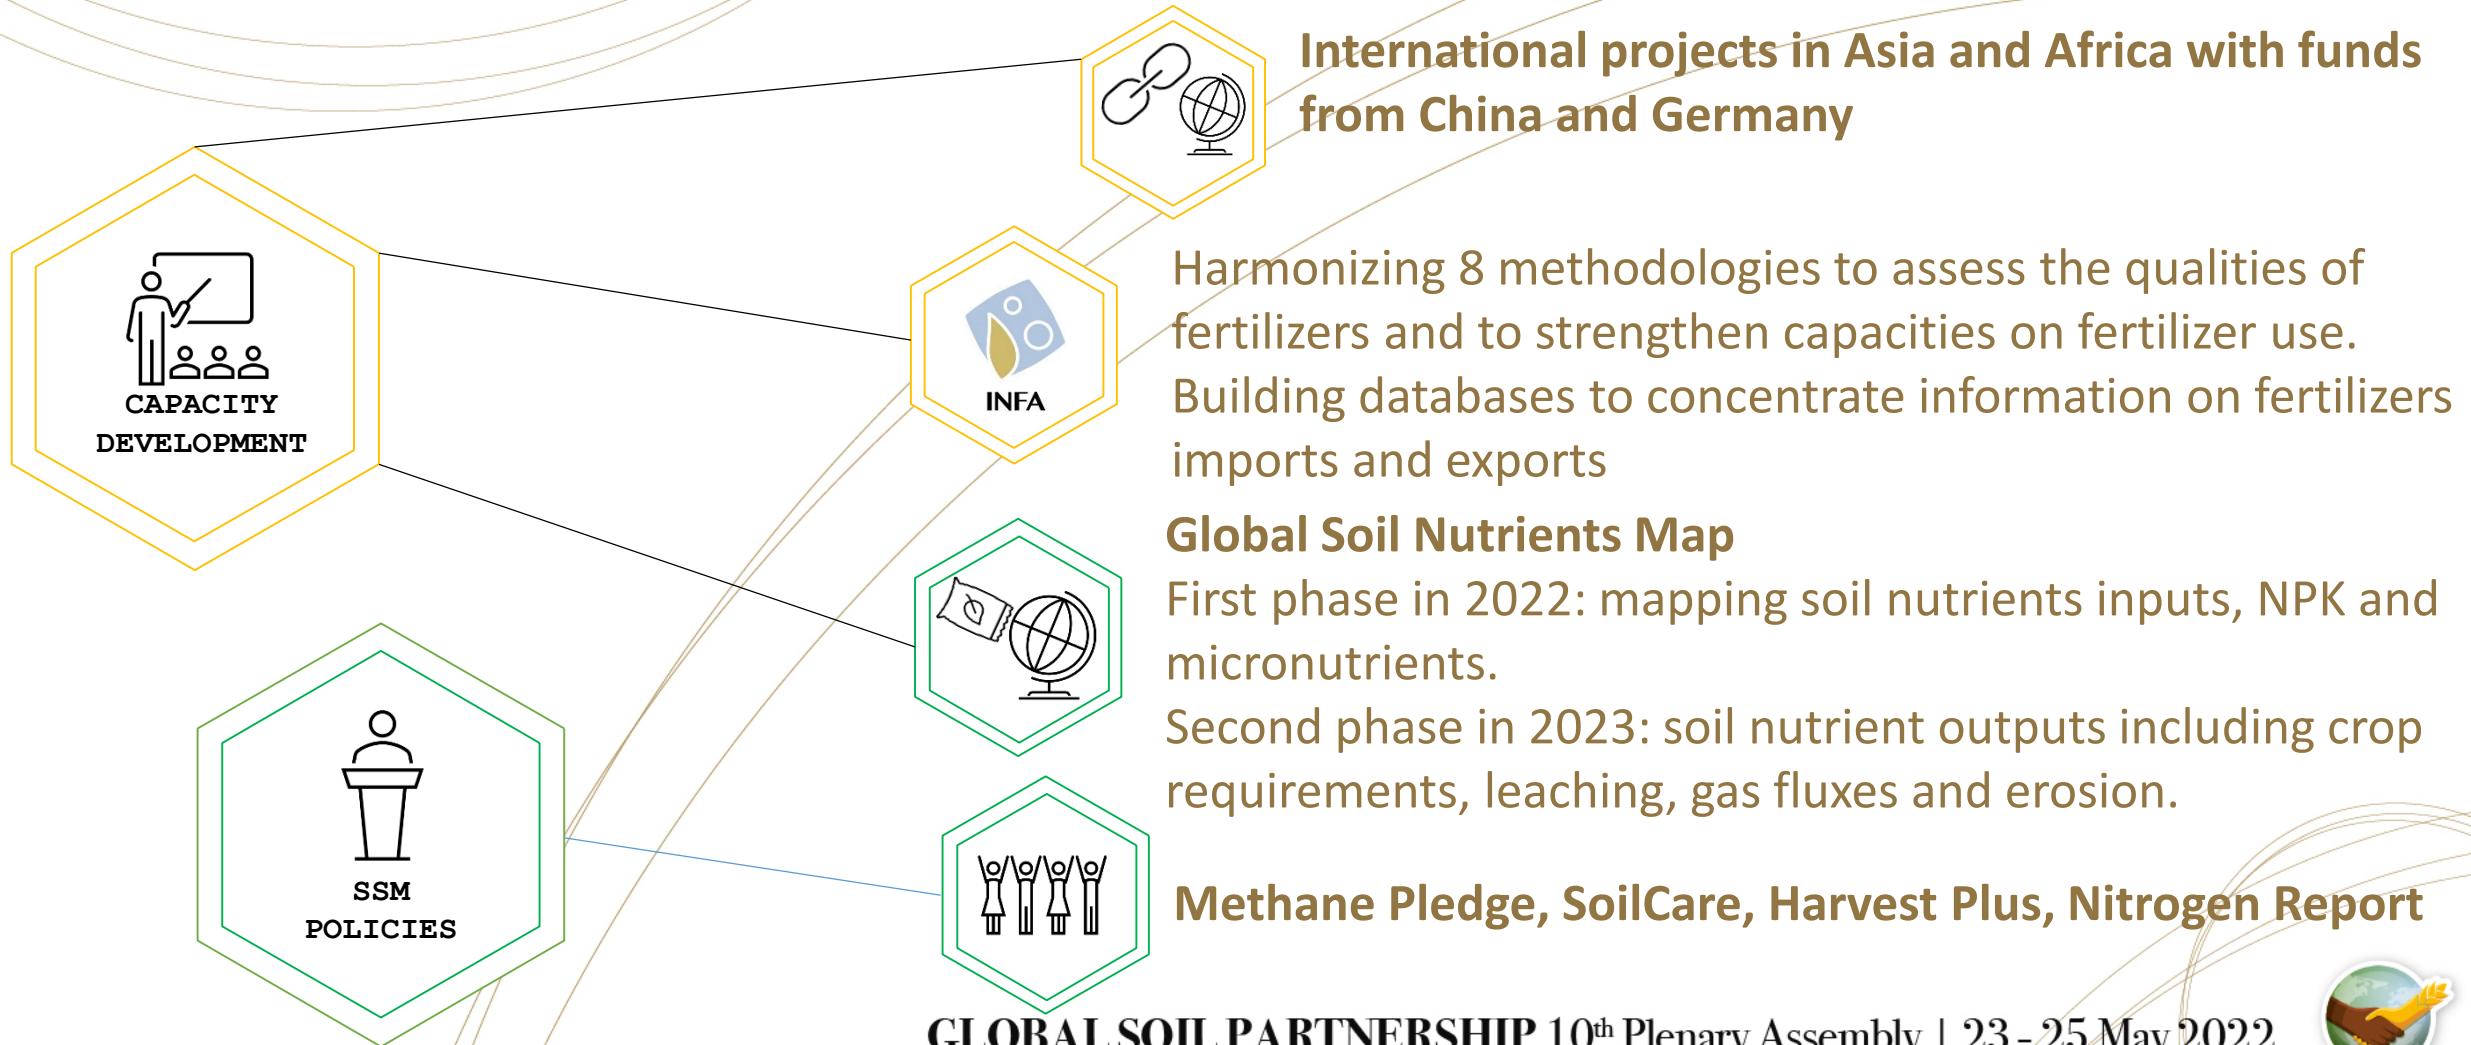 International projects in Asia and Africa with funds
from China and Germany
CAPACITY
DEVELOPMENT
INFA
Harmonizing 8 methodologies to assess the qualities of
fertilizers and to strengthen capacities on fertilizer use.
Building databases to concentrate information on fertilizers
imports and exports
Global Soil Nutrients Map
First phase in 2022: mapping soil nutrients inputs, NPK and
micronutrients.
Second phase in 2023: soil nutrient outputs including crop
requirements, leaching, gas fluxes and erosion.
SSM
POLICIES
Methane Pledge, SoilCare, Harvest Plus, Nitrogen Report
GLOBAL SOIL PARTNERSHIP 10th Plenary Assembly | 23 - 25 May 2022